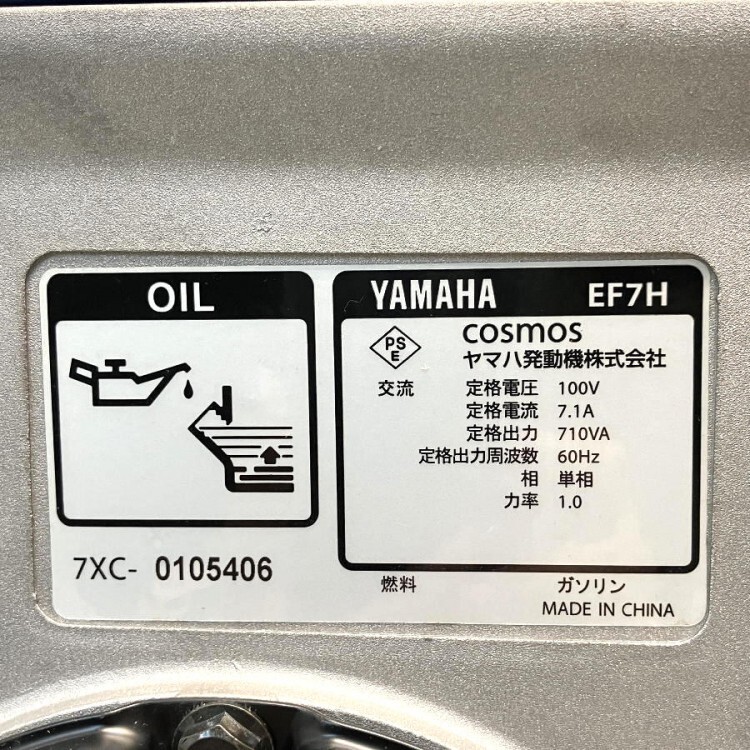 OIL
7XC- 0105406
YAMAHA EF7H
PS
E
cosmos
ヤマハ発動機株式会社
交流 定格電圧 100V
定格電流 7.1A
定格出力 710VA
定格出力周波数 60Hz
相 単相
力率 1.0
燃料 ガソリン
MADE IN CHINA